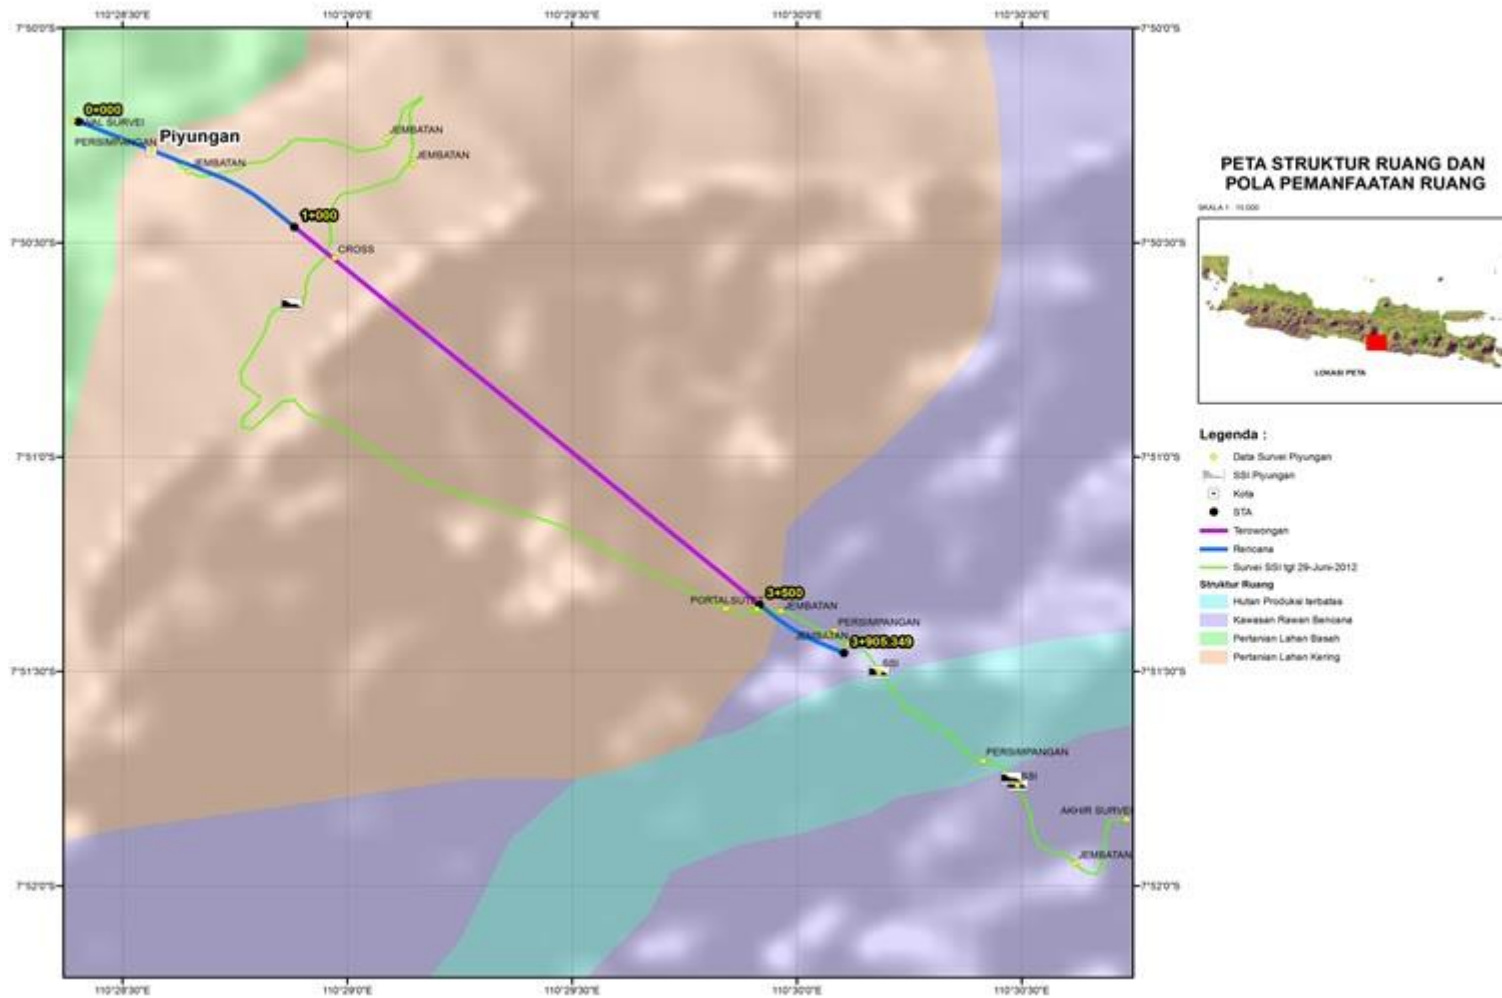 110°28'30"E 110°29'0"E 110°29'30"E 110°30'0"E 110°30'30"E
7°50'0"S 7°50'0"S
0+000
PERSIMPANGAN
Piyungan
JEMBATAN
JEMBATAN
JEMBATAN
1+000
7°50'30"S 7°50'30"S
CROSS
7°51'0"S 7°51'0"S
3+500
JEMBATAN
PERSIMPANGAN
JEMBATAN
3+905.349
SSI
7°51'30"S 7°51'30"S
PERSIMPANGAN
SSI
AKHIR SURVEI
JEMBATAN
7°52'0"S 7°52'0"S
110°28'30"E 110°29'0"E 110°29'30"E 110°30'0"E 110°30'30"E
PETA STRUKTUR RUANG DAN
POLA PEMANFAATAN RUANG
LOKASI PETA
Legenda :
Data Survei Piyungan
SSI Piyungan
Kota
STA
Terowongan
Rencana
Survei SSI tgl 29-Juni-2012
Struktur Ruang
Hutan Produksi terbatas
Kawasan Rawan Bencana
Pertanian Lahan Basah
Pertanian Lahan Kering